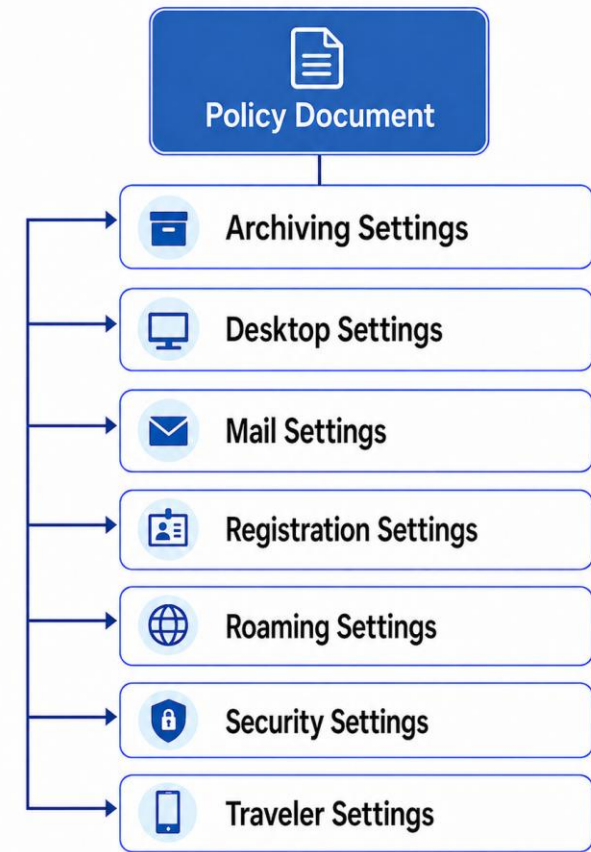 Policy Document
Archiving Settings
Desktop Settings
Mail Settings
Registration Settings
Roaming Settings
Security Settings
Traveler Settings